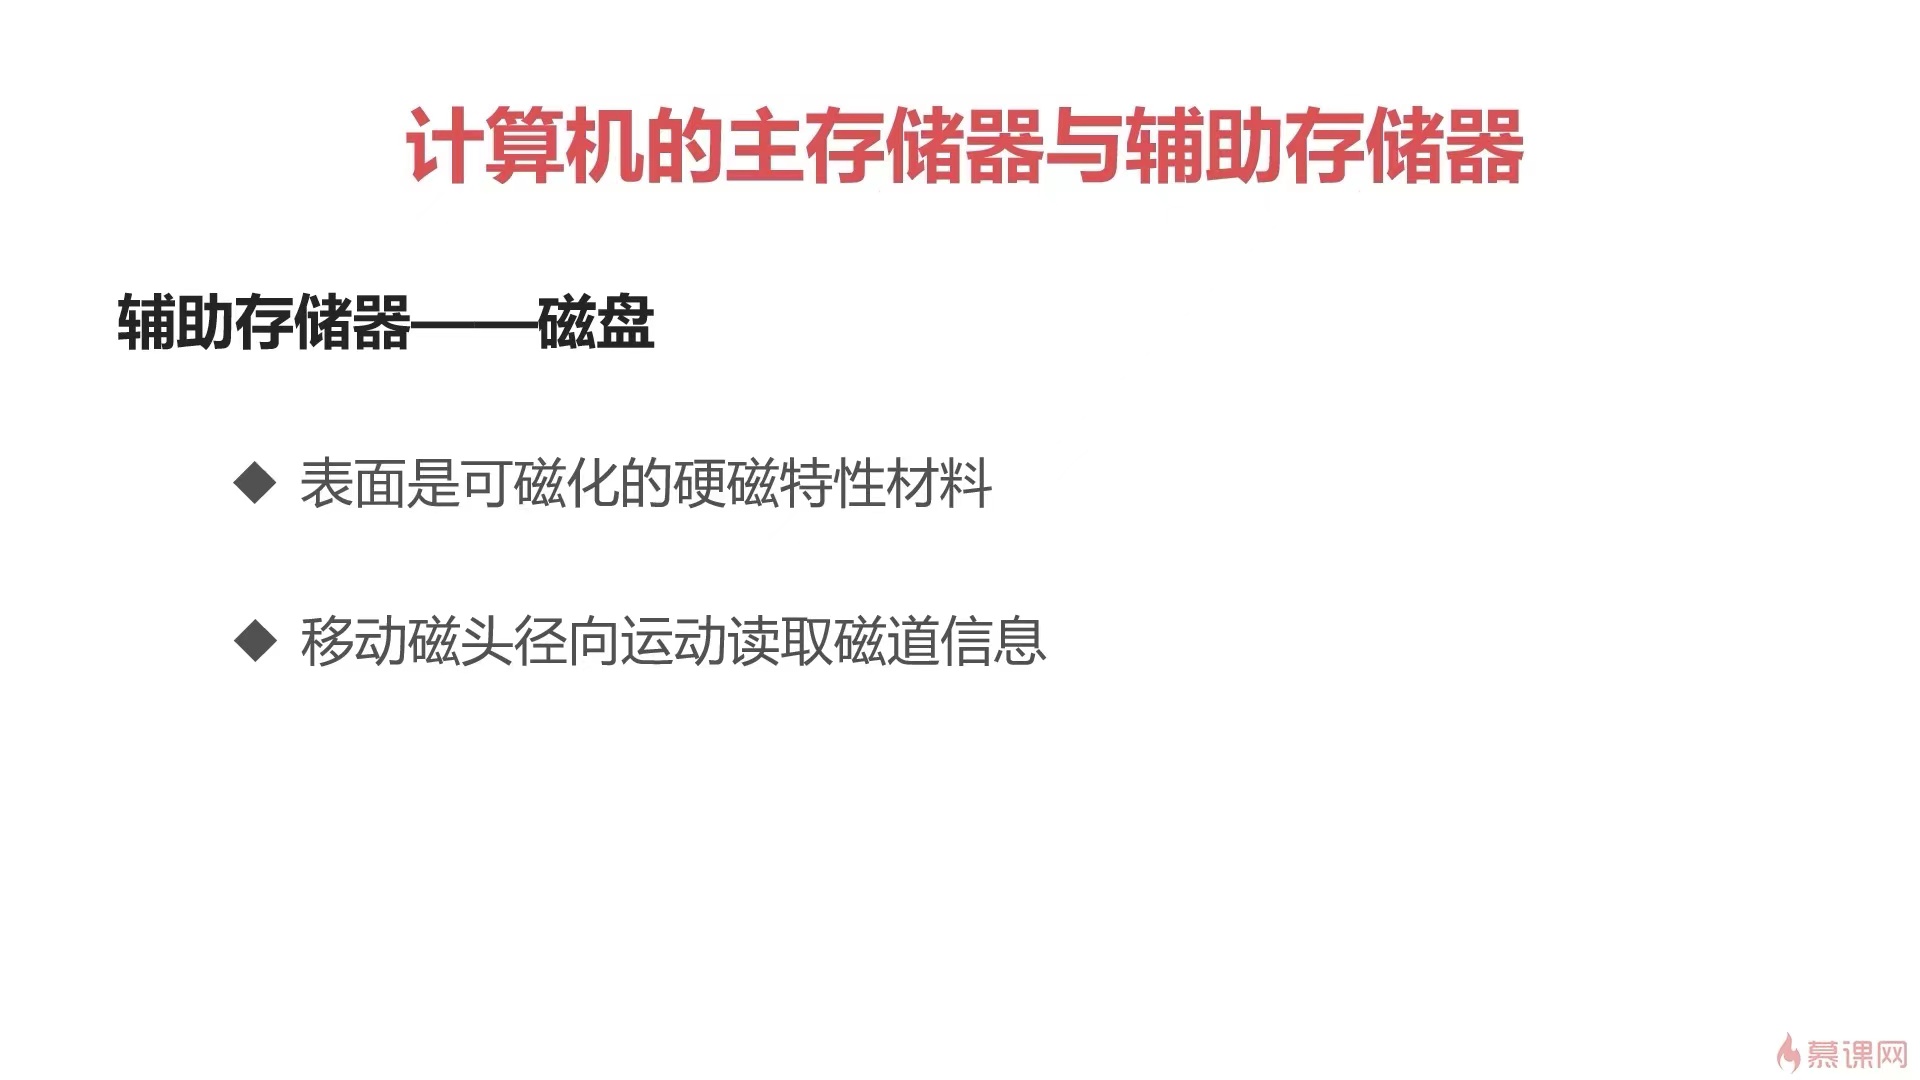 计算机的主存储器与辅助存储器
辅助存储器——磁盘
◆ 表面是可磁化的硬磁特性材料
◆ 移动磁头径向运动读取磁道信息
慕课网